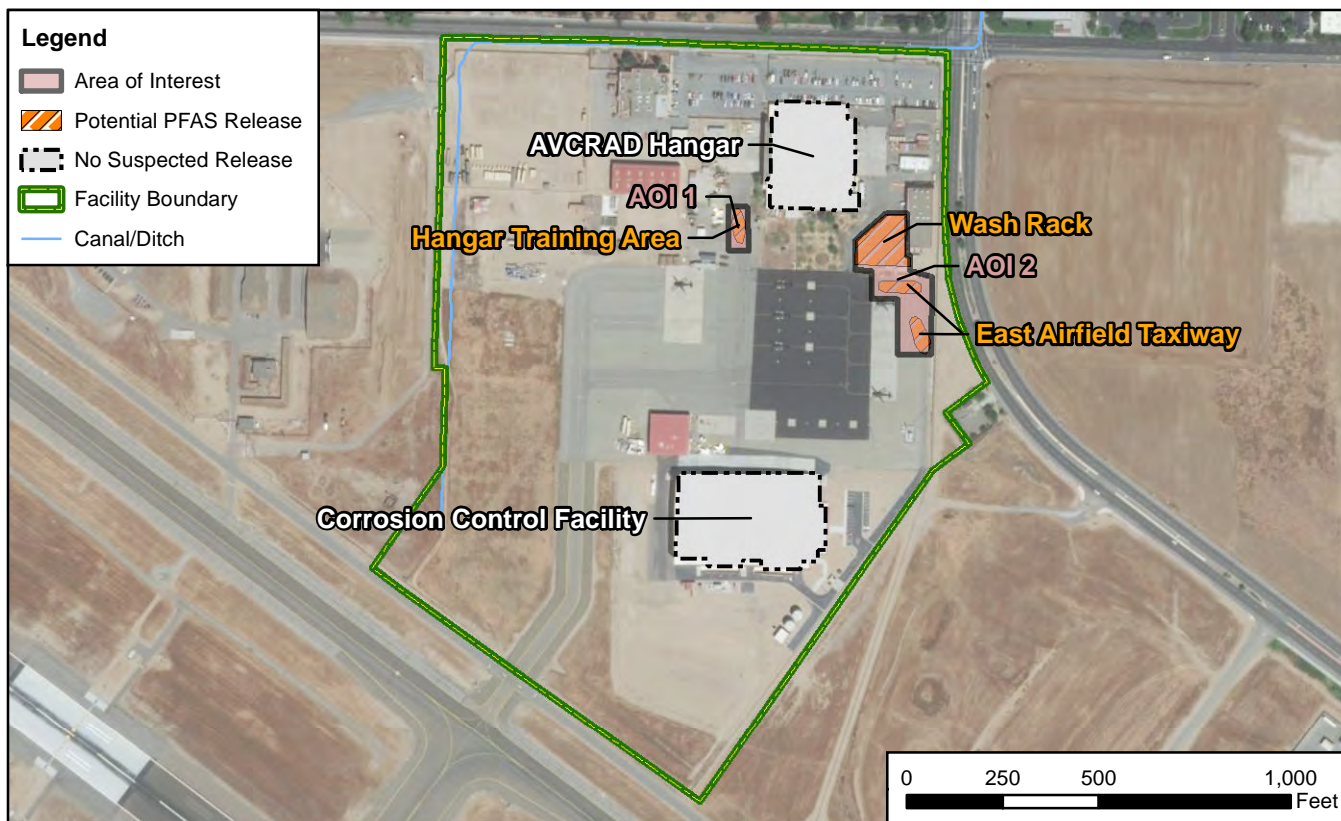 Legend
Area of Interest
Potential PFAS Release
No Suspected Release
Facility Boundary
Canal/Ditch
AVCRAD Hangar
AOI 1
Hangar Training Area
Wash Rack
AOI 2
East Airfield Taxiway
Corrosion Control Facility
0 250 500 1,000
Feet